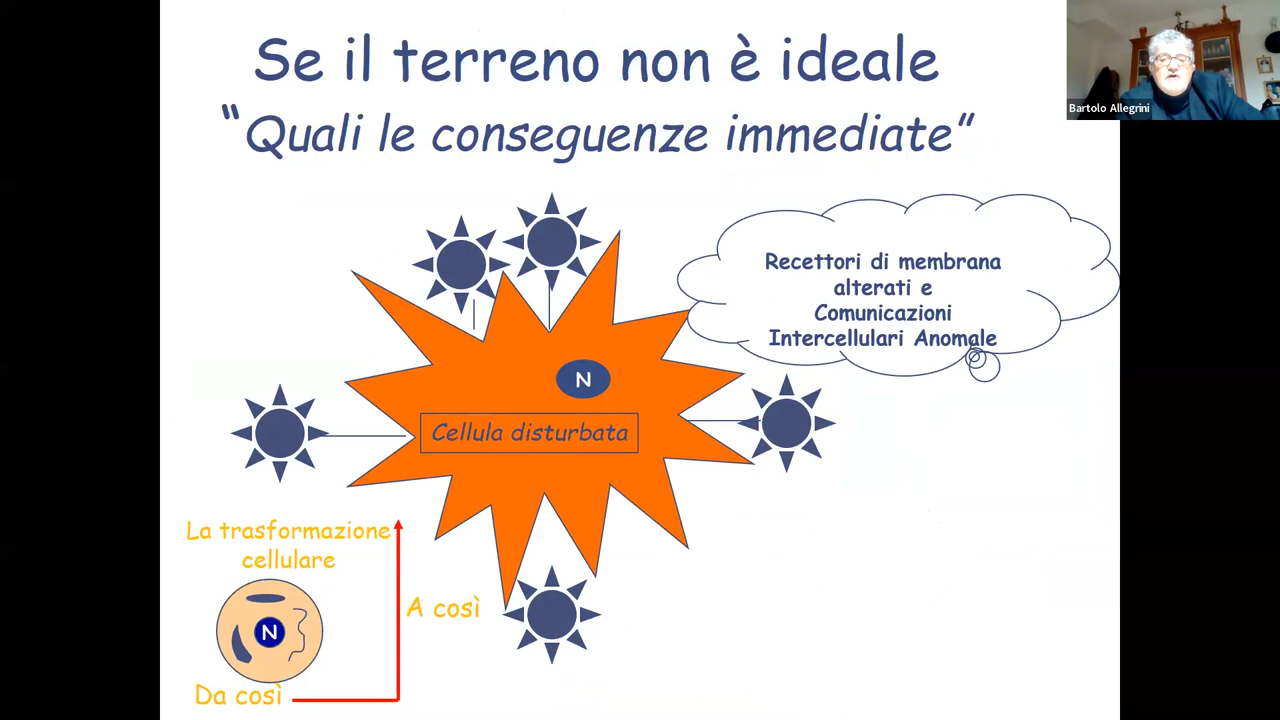 Se il terreno non è ideale
“Quali le conseguenze immediate”
Bartolo Allegrini
Recettori di membrana
alterati e
Comunicazioni
Intercellulari Anomale
N
Cellula disturbata
La trasformazione
cellulare
A così
N
Da così